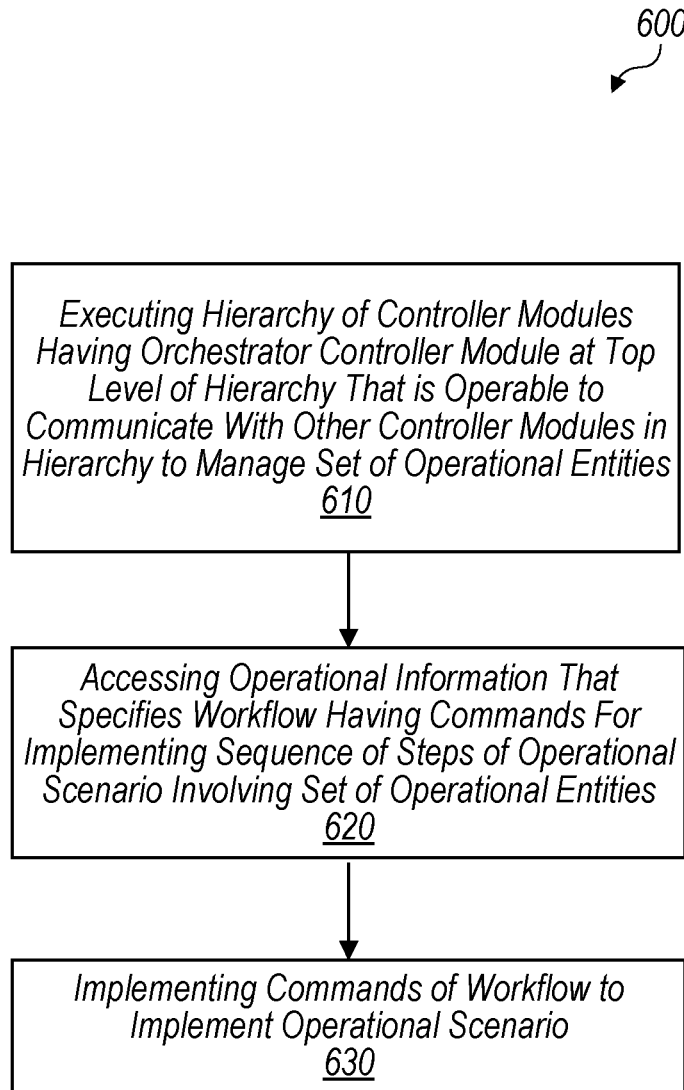 600
Executing Hierarchy of Controller Modules
Having Orchestrator Controller Module at Top
Level of Hierarchy That is Operable to
Communicate With Other Controller Modules in
Hierarchy to Manage Set of Operational Entities
610
Accessing Operational Information That
Specifies Workflow Having Commands For
Implementing Sequence of Steps of Operational
Scenario Involving Set of Operational Entities
620
Implementing Commands of Workflow to
Implement Operational Scenario
630